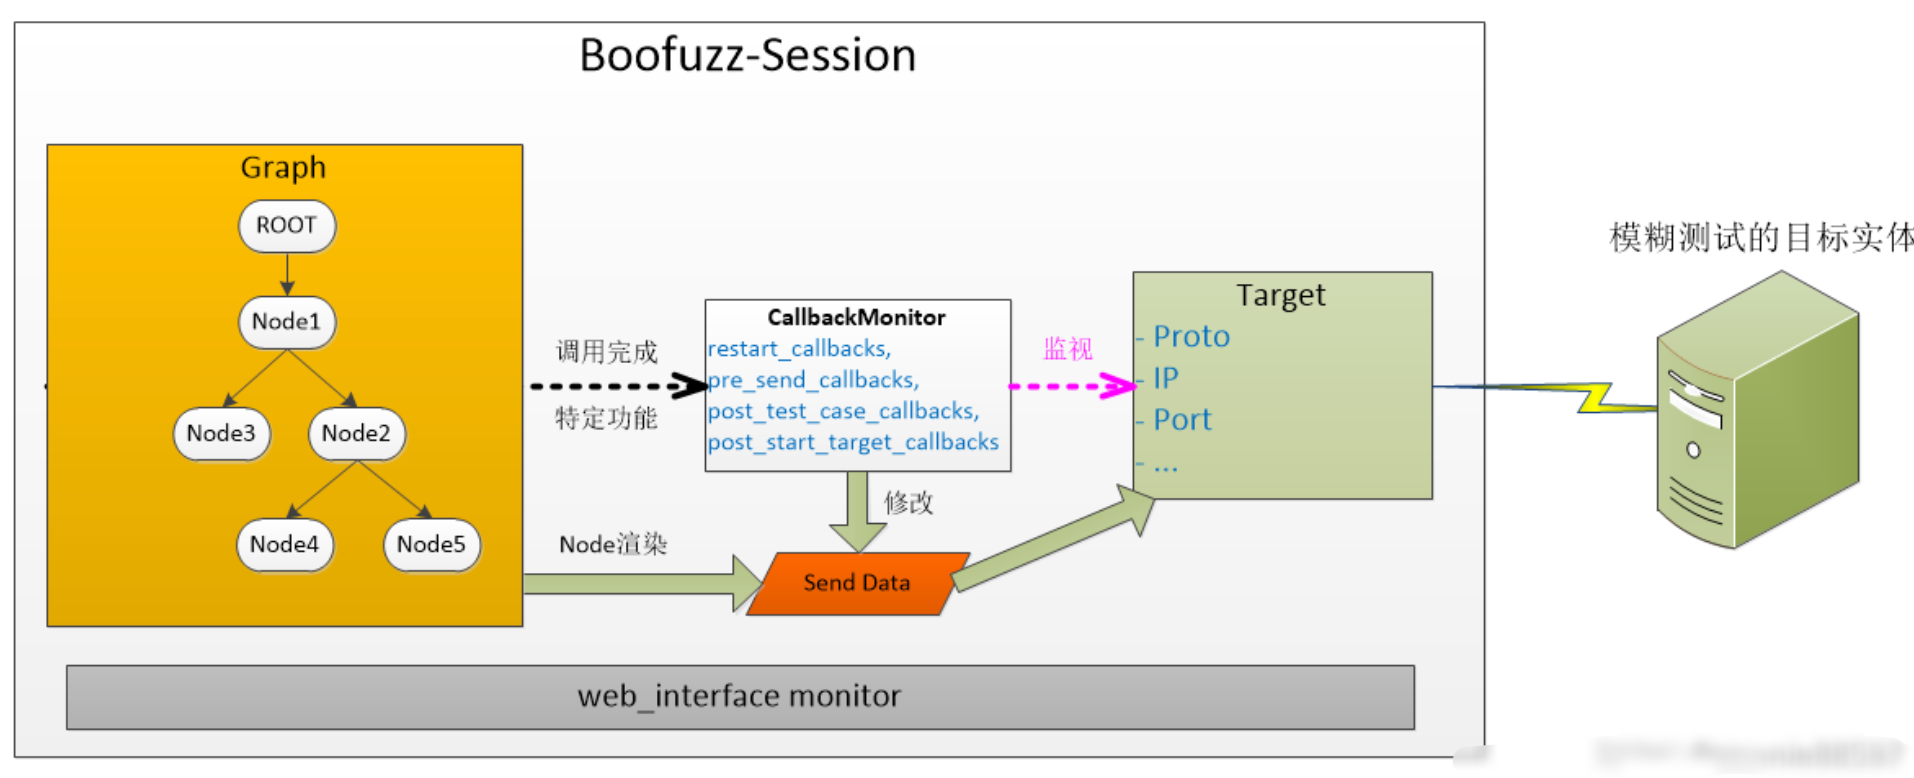 Boofuzz-Session
Graph
ROOT
Node1
Node3
Node2
Node4
Node5
调用完成
特定功能
Node渲染
CallbackMonitor
restart_callbacks,
pre_send_callbacks,
post_test_case_callbacks,
post_start_target_callbacks
修改
Send Data
监视
Target
- Proto
- IP
- Port
- ...
模糊测试的目标实体
web_interface monitor